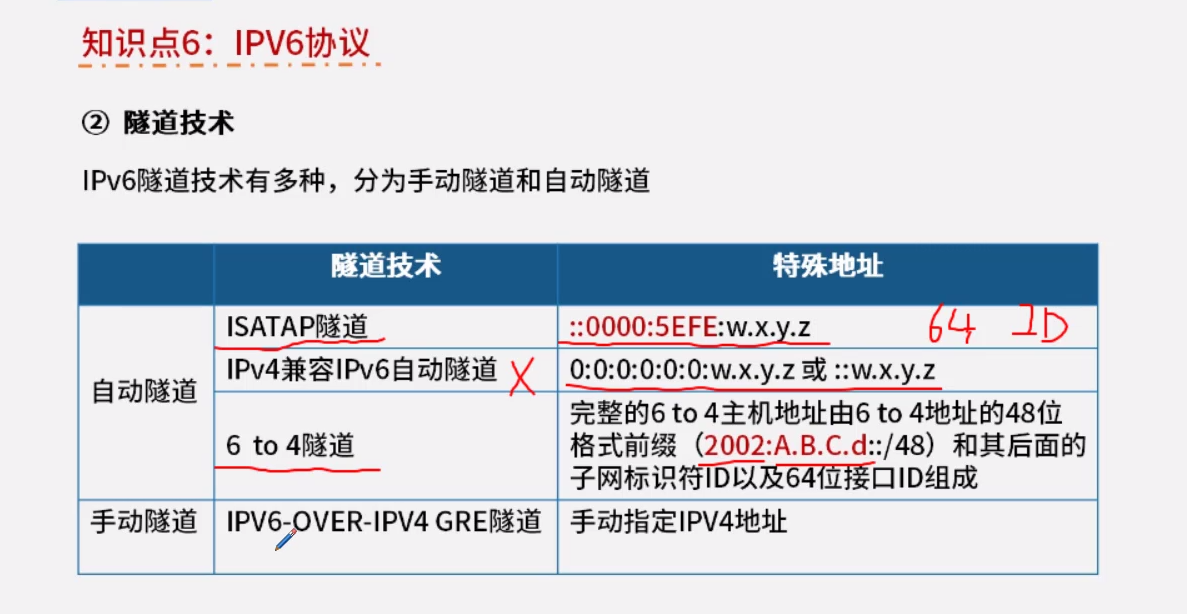 知识点6：IPV6协议
② 隧道技术
IPv6隧道技术有多种，分为手动隧道和自动隧道
隧道技术 特殊地址
自动隧道
ISATAP隧道 ::0000:5EFE:w.x.y.z 64 ID
IPv4兼容IPv6自动隧道 X 0:0:0:0:0:0:w.x.y.z 或 ::w.x.y.z
6 to 4隧道
完整的6 to 4主机地址由6 to 4地址的48位
格式前缀（2002:A.B.C.d::/48）和其后面的
子网标识符ID以及64位接口ID组成
手动隧道 IPV6-OVER-IPV4 GRE隧道 手动指定IPV4地址